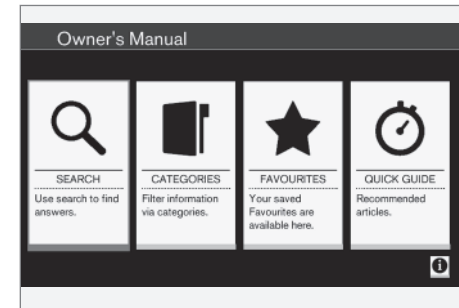 Owner's Manual
SEARCH
Use search to find
answers.
CATEGORIES
Filter information
via categories.
FAVOURITES
Your saved
Favourites are
available here.
QUICK GUIDE
Recommended
articles.